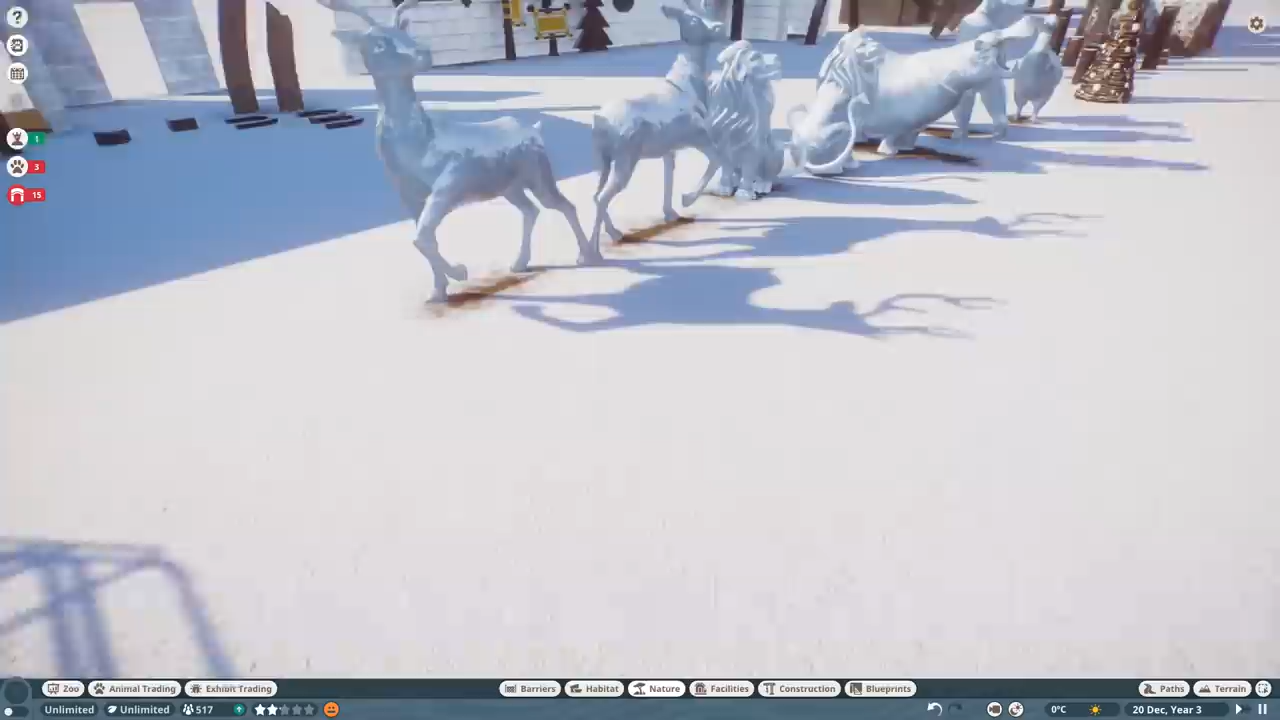 ?
1
3
15
Zoo
Animal Trading
Exhibit Trading
Barriers
Habitat
Nature
Facilities
Construction
Blueprints
Paths
Terrain
Unlimited
Unlimited
517
0°C
20 Dec, Year 3